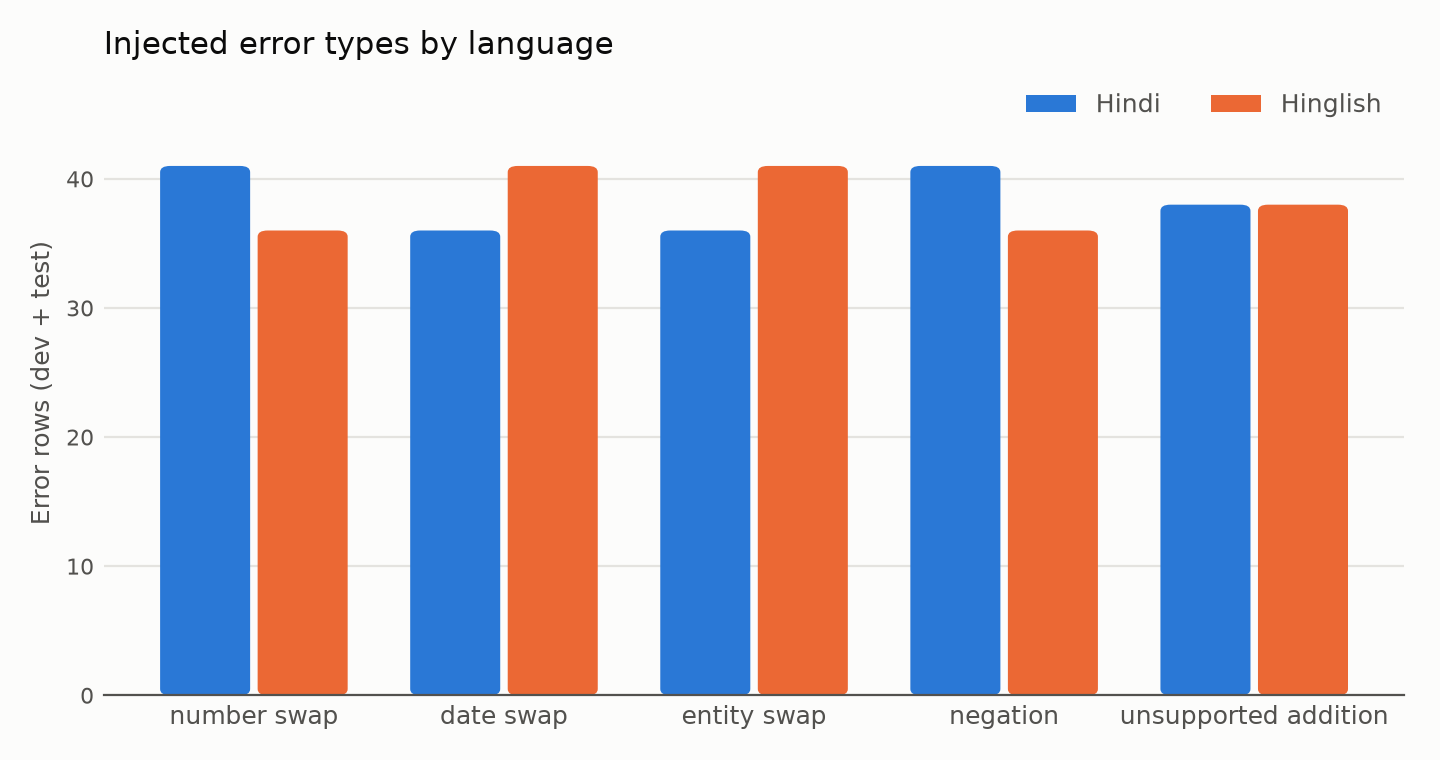 Injected error types by language
Hindi
Hinglish
Error rows (dev + test)
40
30
20
10
0
number swap
date swap
entity swap
negation
unsupported addition